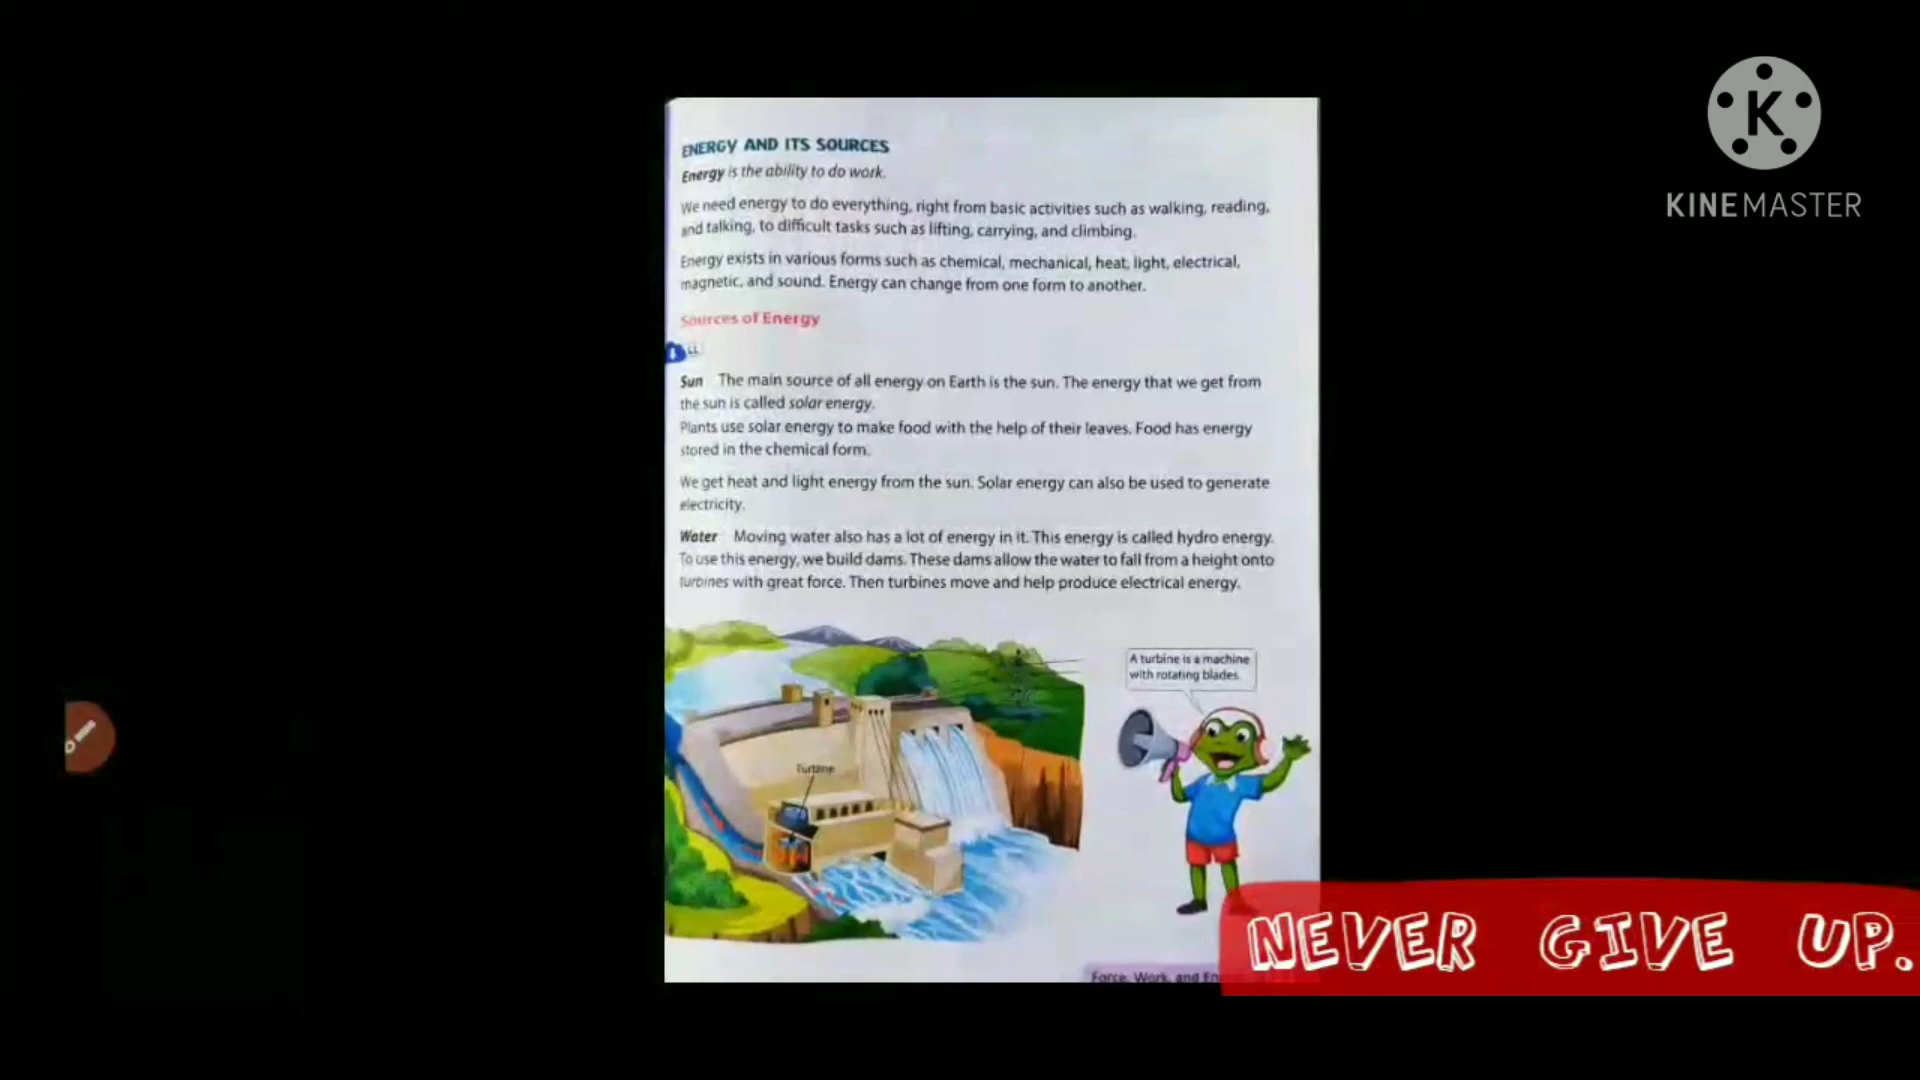 K
KINEMASTER
ENERGY AND ITS SOURCES
Energy is the ability to do work.
We need energy to do everything, right from basic activities such as walking, reading,
and talking, to difficult tasks such as lifting, carrying, and climbing.
Energy exists in various forms such as chemical, mechanical, heat, light, electrical,
magnetic, and sound. Energy can change from one form to another.
Sources of Energy
Sun The main source of all energy on Earth is the sun. The energy that we get from
the sun is called solar energy.
Plants use solar energy to make food with the help of their leaves. Food has energy
stored in the chemical form.
We get heat and light energy from the sun. Solar energy can also be used to generate
electricity.
Water Moving water also has a lot of energy in it. This energy is called hydro energy.
To use this energy, we build dams. These dams allow the water to fall from a height onto
turbines with great force. Then turbines move and help produce electrical energy.
A turbine is a machine
with rotating blades.
Turbine
Force, Work, and
NEVER GIVE UP.